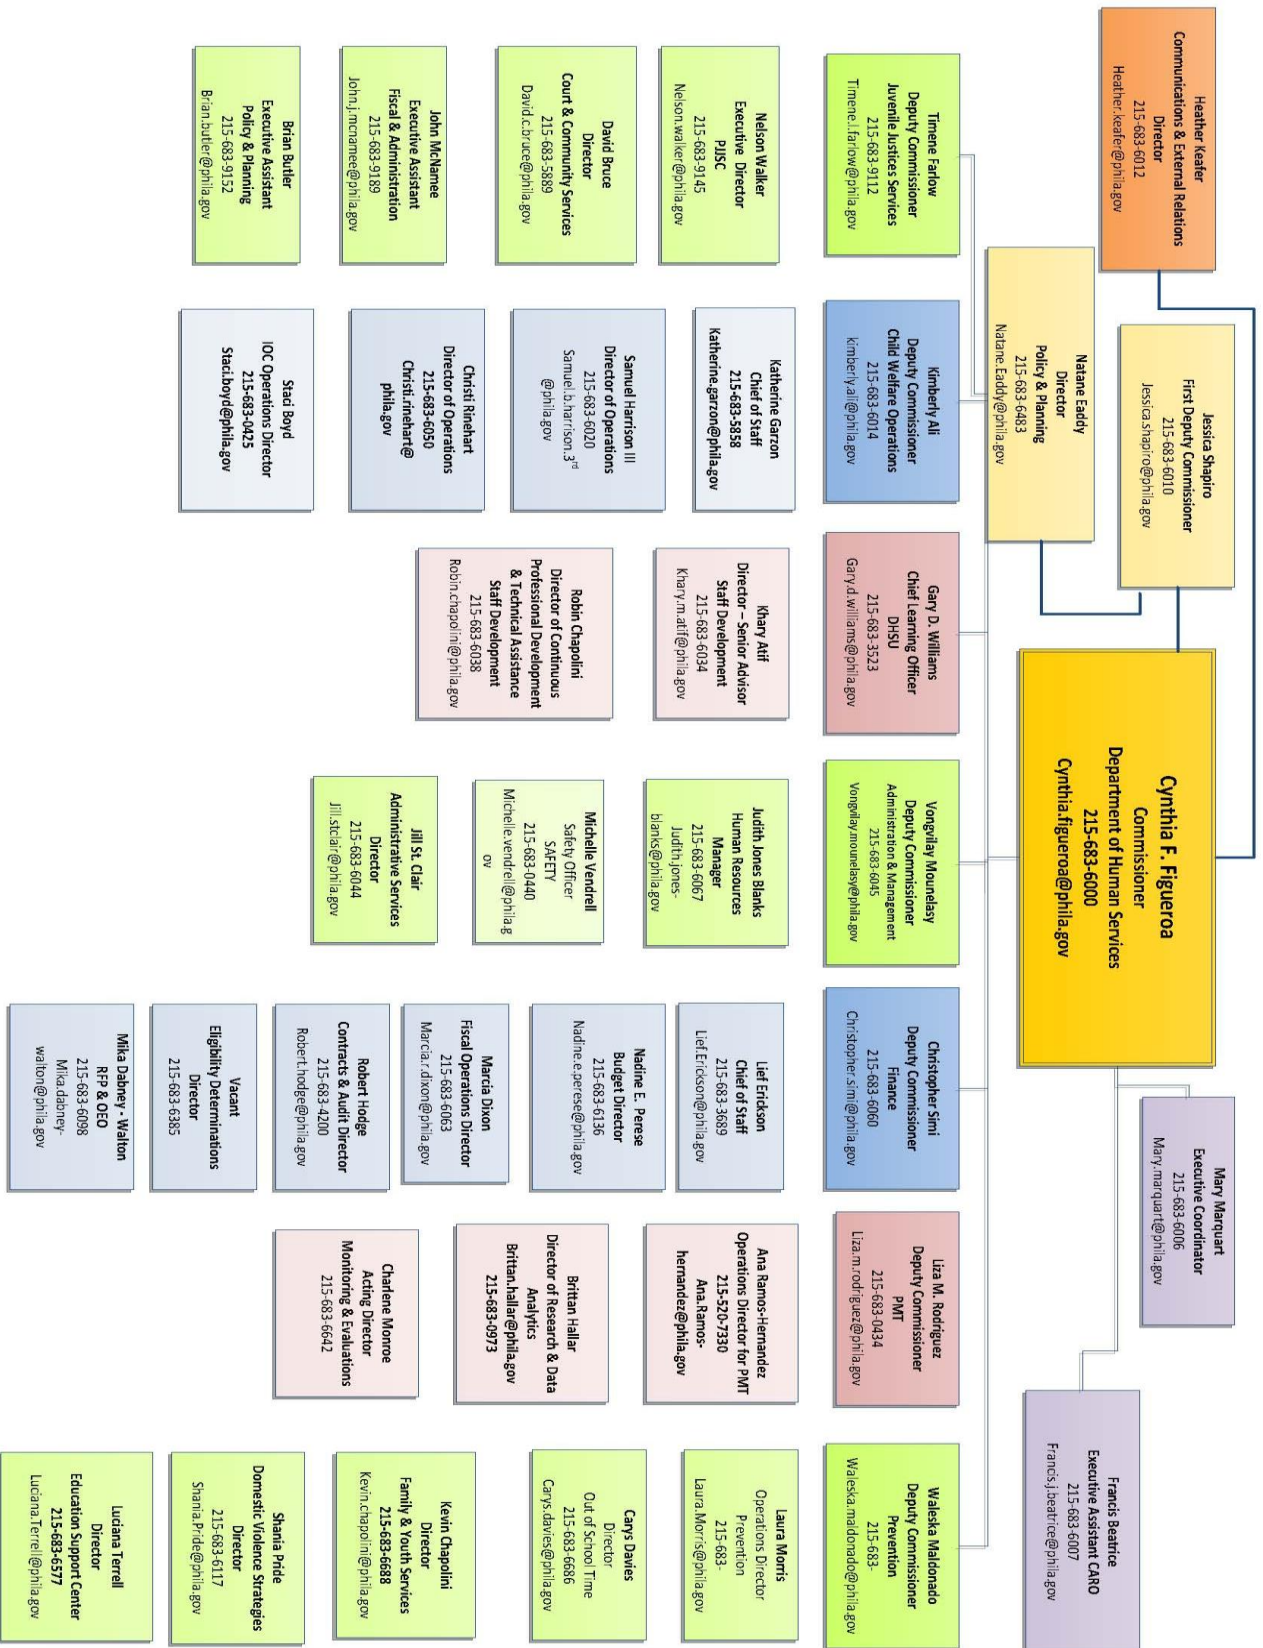 Heather Keafer
Communications & External Relations
Director
215-683-6012
Heather.keafer@phila.gov
Jessica Shapiro
First Deputy Commissioner
215-683-6010
Jessica.shapiro@phila.gov
Natane Eaddy
Director
Policy & Planning
215-683-6483
Natane.Eaddy@phila.gov
Cynthia F. Figueroa
Commissioner
Department of Human Services
215-683-6000
Cynthia.figueroa@phila.gov
Mary Marquart
Executive Coordinator
215-683-6006
Mary.marquart@phila.gov
Francis Beatrice
Executive Assistant CARO
215-683-6007
Francis.j.beatrice@phila.gov
Timene Farlow
Deputy Commissioner
Juvenile Justices Services
215-683-9112
Timene.l.farlow@phila.gov
Nelson Walker
Executive Director
PJJSC
215-683-9145
Nelson.walker@phila.gov
David Bruce
Director
Court & Community Services
215-683-5889
David.c.bruce@phila.gov
John McNamee
Executive Assistant
Fiscal & Administration
215-683-9189
John.j.mcnamee@phila.gov
Brian Butler
Executive Assistant
Policy & Planning
215-683-9152
Brian.butler@phila.gov
Kimberly Ali
Deputy Commissioner
Child Welfare Operations
215-683-6014
kimberly.ali@phila.gov
Katherine Garzon
Chief of Staff
215-683-5858
Katherine.garzon@phila.gov
Samuel Harrison III
Director of Operations
215-683-6020
Samuel.b.harrison.3rd
@phila.gov
Christi Rinehart
Director of Operations
215-683-6050
Christi.rinehart@
phila.gov
Staci Boyd
IOC Operations Director
215-683-0425
Staci.boyd@phila.gov
Gary D. Williams
Chief Learning Officer
DHSU
215-683-3523
Gary.d.williams@phila.gov
Khary Atif
Director – Senior Advisor
Staff Development
215-683-6034
Khary.m.atif@phila.gov
Robin Chapolini
Director of Continuous
Professional Development
& Technical Assistance
Staff Development
215-683-6038
Robin.chapolini@phila.gov
Vongvilay Mounelasy
Deputy Commissioner
Administration & Management
215-683-6045
Vongvilay.mounelasy@phila.gov
Judith Jones Blanks
Human Resources
Manager
215-683-6067
Judith.jones-
blanks@phila.gov
Michelle Vendrell
Safety Officer
SAFETY
215-683-0440
Michelle.vendrell@phila.g
ov
Jill St. Clair
Administrative Services
Director
215-683-6044
Jill.stclair@phila.gov
Christopher Simi
Deputy Commissioner
Finance
215-683-6060
Christopher.simi@phila.gov
Lief Erickson
Chief of Staff
215-683-3689
Lief.Erickson@phila.gov
Nadine E. Perese
Budget Director
215-683-6136
Nadine.e.perese@phila.gov
Marcia Dixon
Fiscal Operations Director
215-683-6063
Marcia.r.dixon@phila.gov
Robert Hodge
Contracts & Audit Director
215-683-4200
Robert.hodge@phila.gov
Vacant
Eligibility Determinations
Director
215-683-6385
Mika Dabney - Walton
RFP & OEO
215-683-6098
Mika.dabney-
walton@phila.gov
Liza M. Rodriguez
Deputy Commissioner
PMT
215-683-0434
Liza.m.rodriguez@phila.gov
Ana Ramos-Hernandez
Operations Director for PMT
215-520-7330
Ana.Ramos-
hernandez@phila.gov
Brittan Hallar
Director of Research & Data
Analytics
Brittan.hallar@phila.gov
215-683-0973
Charlene Monroe
Acting Director
Monitoring & Evaluations
215-683-6642
Waleska Maldonado
Deputy Commissioner
Prevention
215-683-
Waleska.maldonado@phila.gov
Laura Morris
Operations Director
Prevention
215-683-
Laura.Morris@phila.gov
Carys Davies
Director
Out of School Time
215-683-6686
Carys.davies@phila.gov
Kevin Chapolini
Director
Family & Youth Services
215-683-6688
Kevin.chapolini@phila.gov
Shania Pride
Domestic Violence Strategies
Director
215-683-6117
Shania.Pride@phila.gov
Luciana Terrell
Director
Education Support Center
215-683-6577
Luciana.Terrell@phila.gov